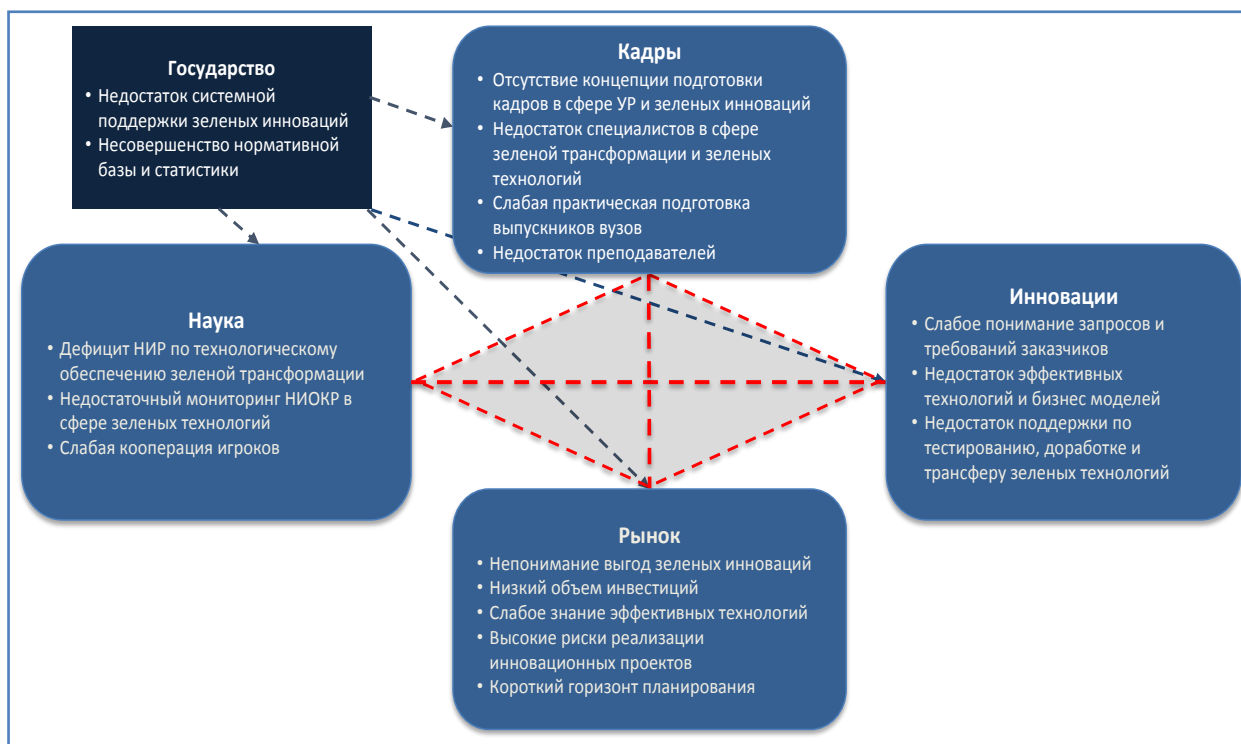 Государство
• Недостаток системной
поддержки зеленых инноваций
• Несовершенство нормативной
базы и статистики
Кадры
• Отсутствие концепции подготовки
кадров в сфере УР и зеленых инноваций
• Недостаток специалистов в сфере
зеленой трансформации и зеленых
технологий
• Слабая практическая подготовка
выпускников вузов
• Недостаток преподавателей
Наука
• Дефицит НИР по технологическому
обеспечению зеленой трансформации
• Недостаточный мониторинг НИОКР в
сфере зеленых технологий
• Слабая кооперация игроков
Инновации
• Слабое понимание запросов и
требований заказчиков
• Недостаток эффективных
технологий и бизнес моделей
• Недостаток поддержки по
тестированию, доработке и
трансферу зеленых технологий
Рынок
• Непонимание выгод зеленых инноваций
• Низкий объем инвестиций
• Слабое знание эффективных технологий
• Высокие риски реализации
инновационных проектов
• Короткий горизонт планирования